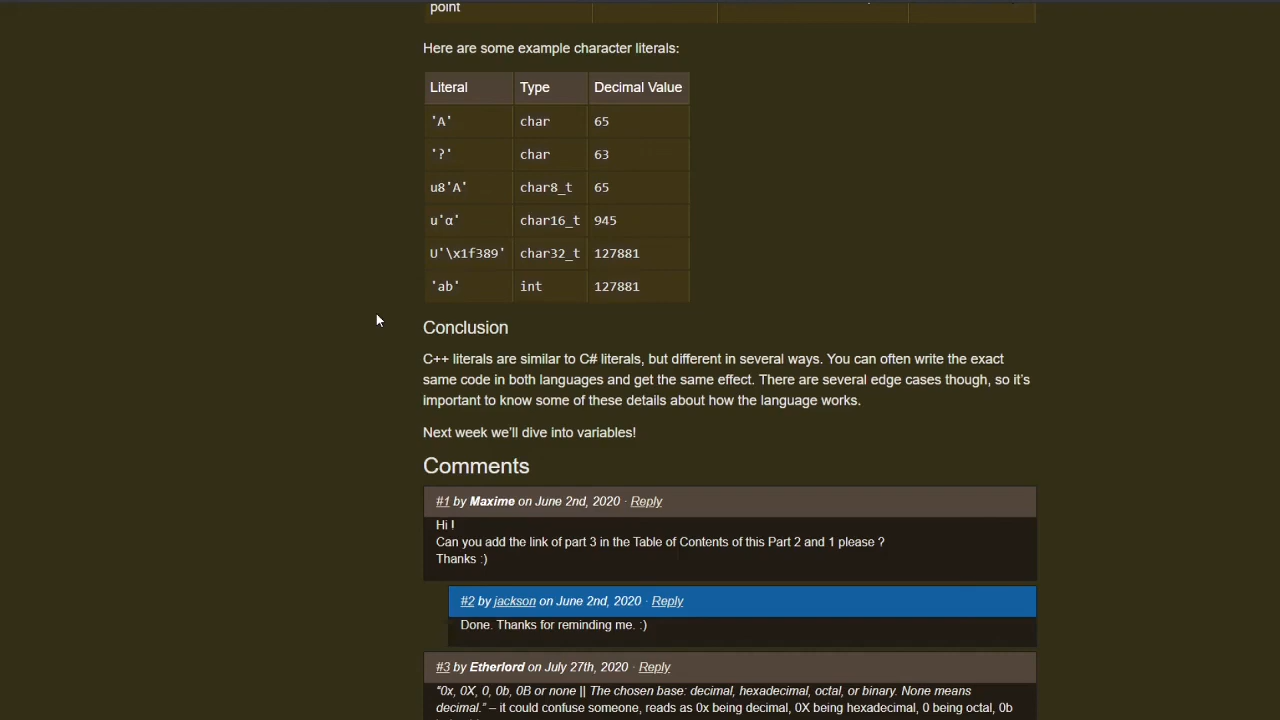 point
Here are some example character literals:
Literal Type Decimal Value
'A' char 65
'?' char 63
u8'A' char8_t 65
u'α' char16_t 945
U'\x1f389' char32_t 127881
'ab' int 127881
Conclusion
C++ literals are similar to C# literals, but different in several ways. You can often write the exact
same code in both languages and get the same effect. There are several edge cases though, so it’s
important to know some of these details about how the language works.
Next week we’ll dive into variables!
Comments
#1 by Maxime on June 2nd, 2020 · Reply
Hi !
Can you add the link of part 3 in the Table of Contents of this Part 2 and 1 please ?
Thanks :)
#2 by jackson on June 2nd, 2020 · Reply
Done. Thanks for reminding me. :)
#3 by Etherlord on July 27th, 2020 · Reply
“0x, 0X, 0, 0b, 0B or none || The chosen base: decimal, hexadecimal, octal, or binary. None means
decimal.” – it could confuse someone, reads as 0x being decimal, 0X being hexadecimal, 0 being octal, 0b